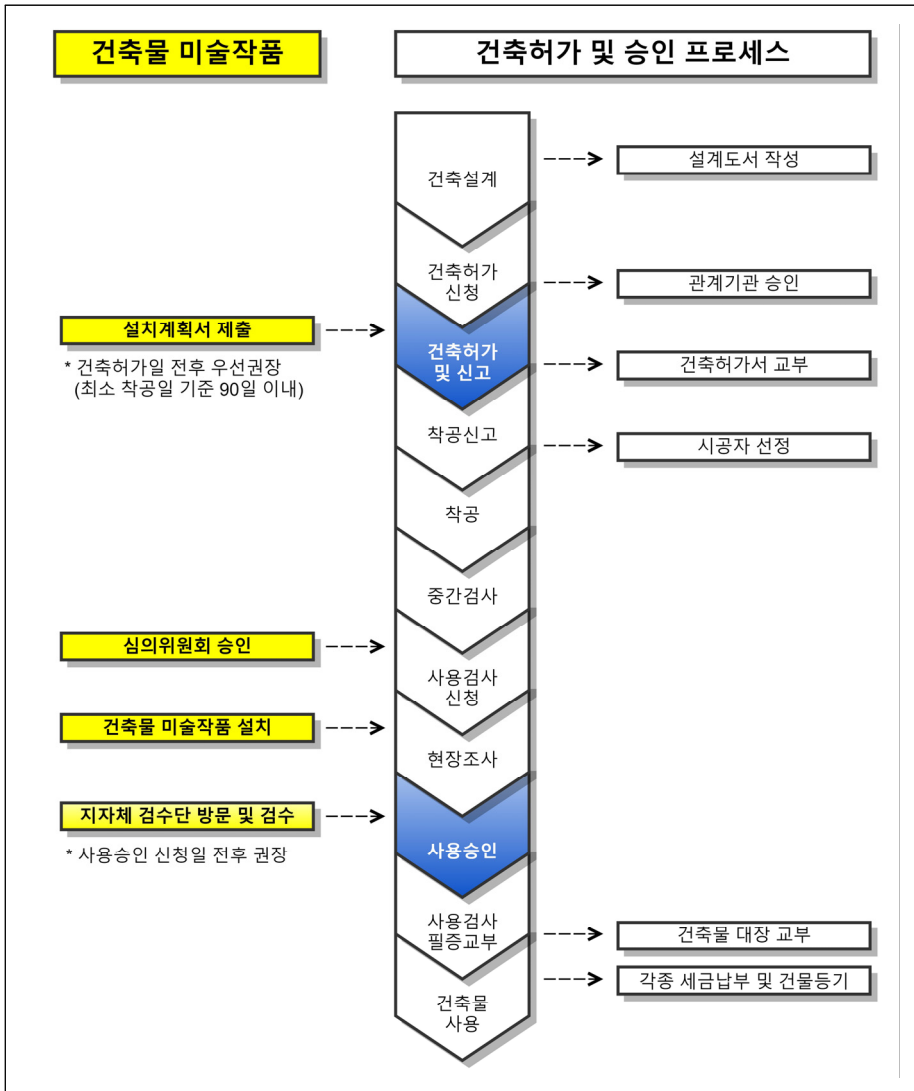 건축물 미술작품
건축허가 및 승인 프로세스
건축설계
설계도서 작성
건축허가
신청
관계기관 승인
설치계획서 제출
* 건축허가일 전후 우선권장
(최소 착공일 기준 90일 이내)
건축허가
및 신고
건축허가서 교부
착공신고
시공자 선정
착공
중간검사
심의위원회 승인
사용검사
신청
건축물 미술작품 설치
현장조사
지자체 검수단 방문 및 검수
* 사용승인 신청일 전후 권장
사용승인
사용검사
필증교부
건축물 대장 교부
각종 세금납부 및 건물등기
건축물
사용